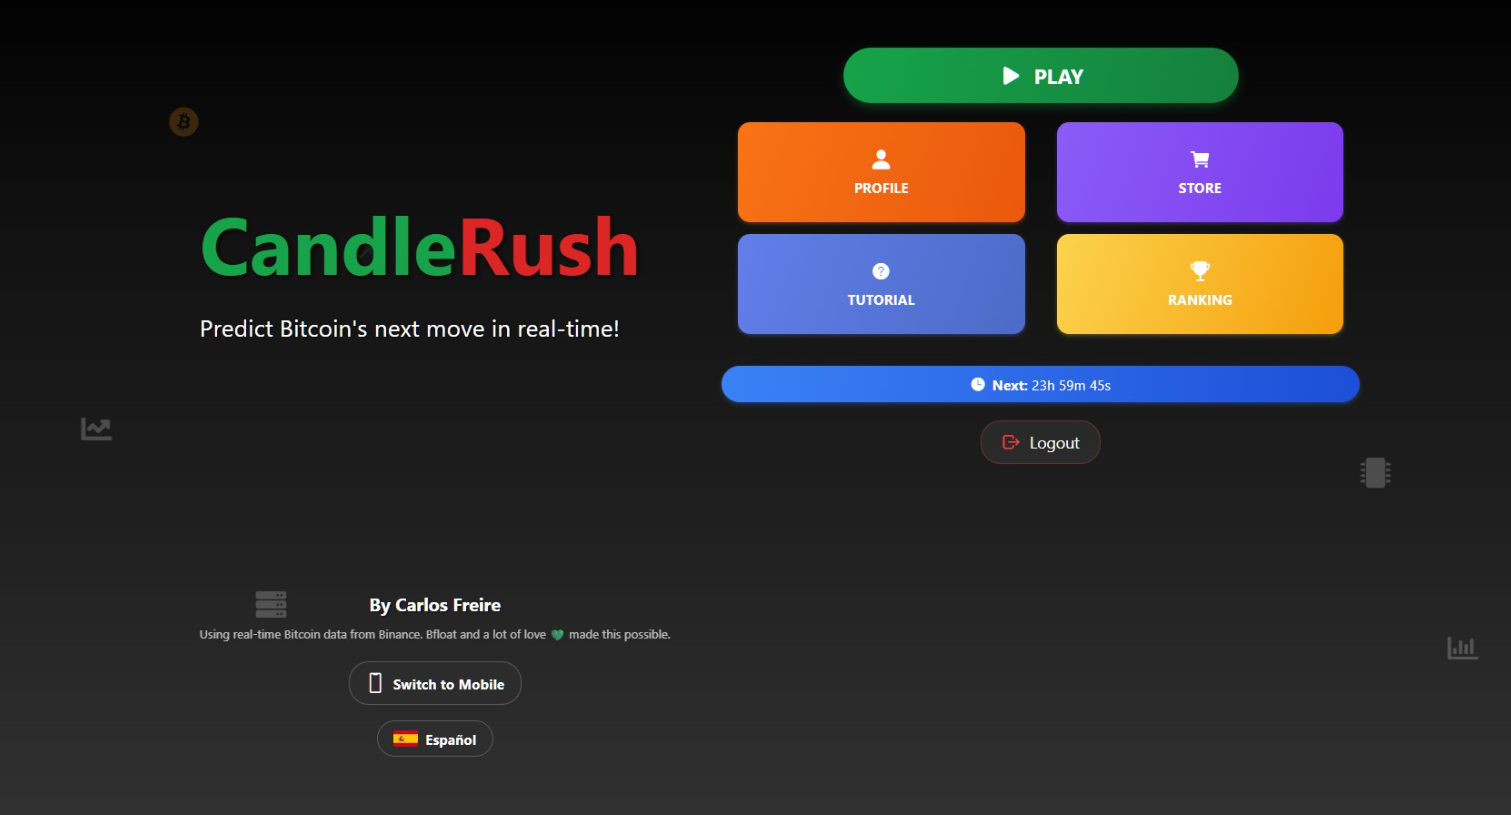 CandleRush
Predict Bitcoin's next move in real-time!
PLAY
PROFILE
STORE
TUTORIAL
RANKING
Next: 23h 59m 45s
Logout
By Carlos Freire
Using real-time Bitcoin data from Binance. Bfloat and a lot of love 💚 made this possible.
Switch to Mobile
Español